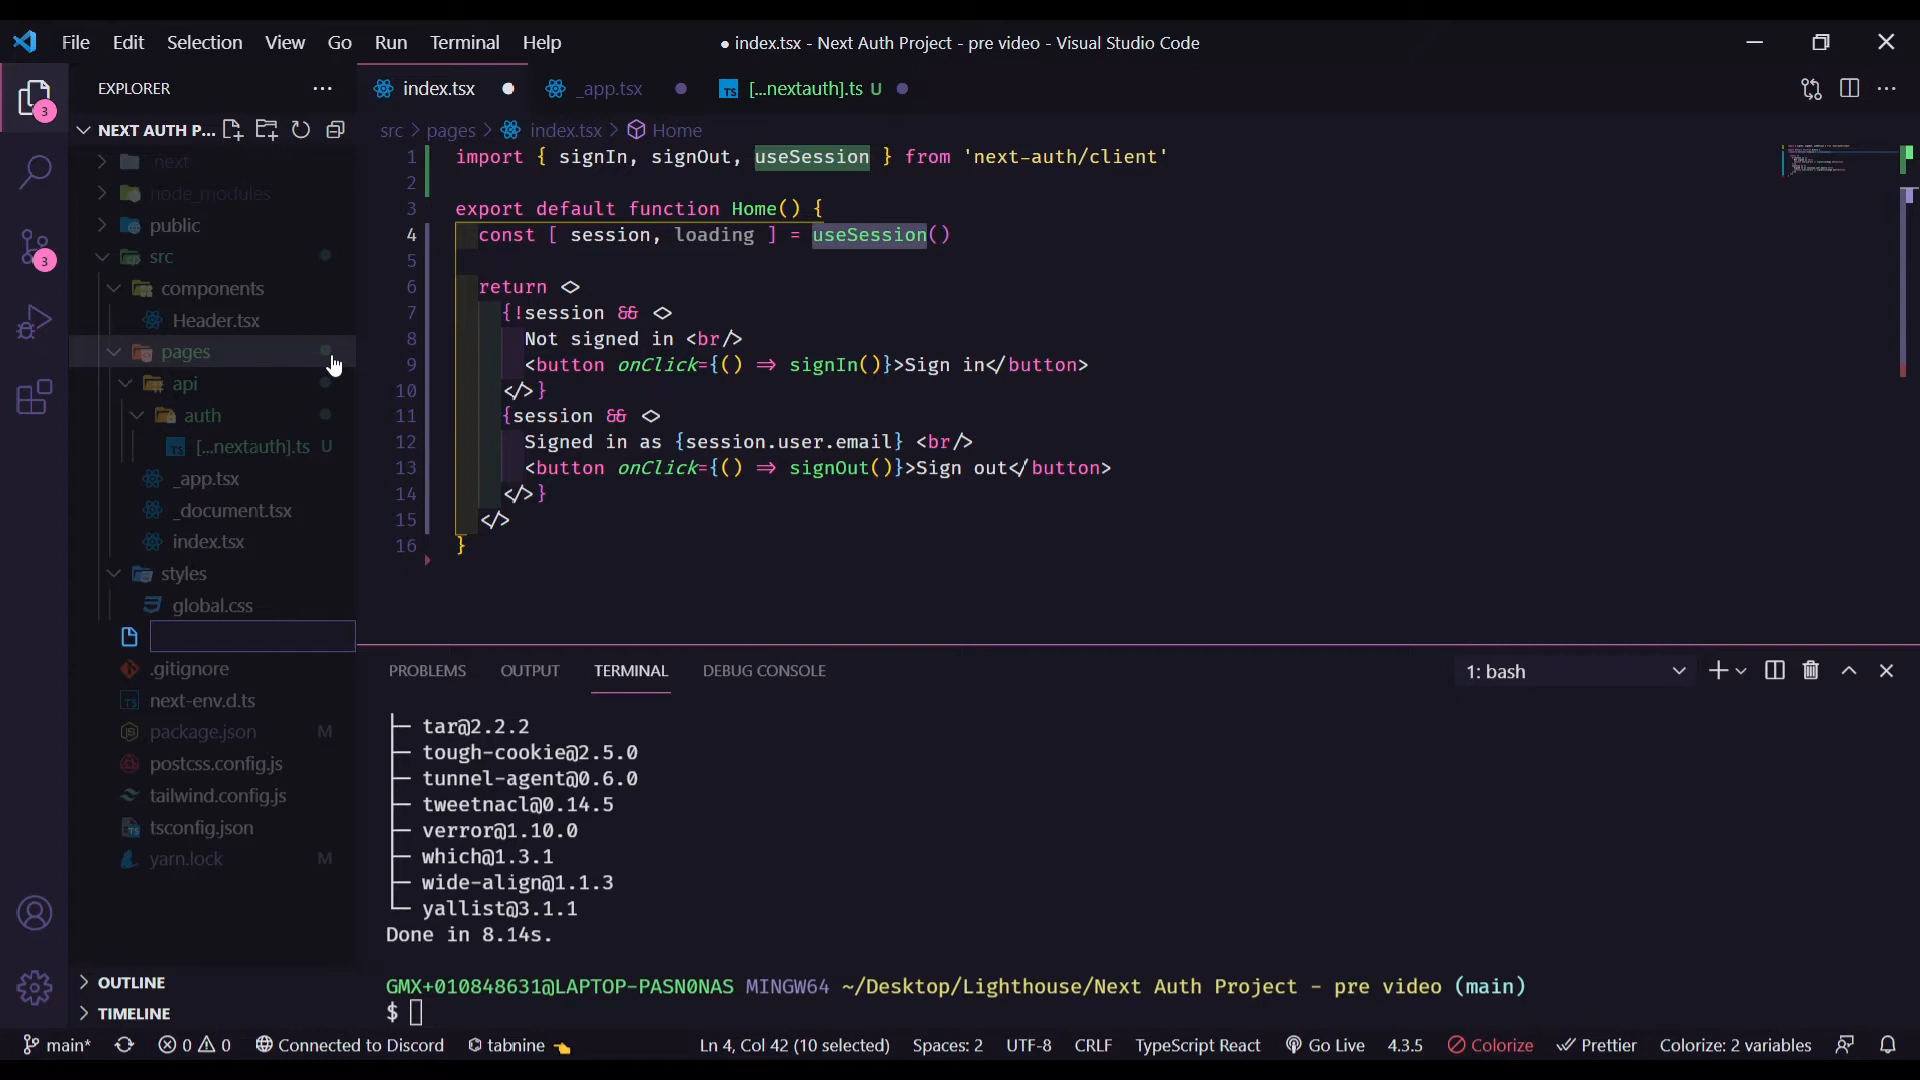 File Edit Selection View Go Run Terminal Help
● index.tsx - Next Auth Project - pre video - Visual Studio Code
EXPLORER
NEXT AUTH P...
3
3
next
node_modules
public
src
components
Header.tsx
pages
api
auth
[...nextauth].ts U
_app.tsx
_document.tsx
index.tsx
styles
global.css
.gitignore
next-env.d.ts
package.json M
postcss.config.js
tailwind.config.js
tsconfig.json
yarn.lock M
OUTLINE
TIMELINE
index.tsx
_app.tsx
[...nextauth].ts U
src > pages > index.tsx > Home
1 import { signIn, signOut, useSession } from 'next-auth/client'
2
3 export default function Home() {
4 const [ session, loading ] = useSession()
5
6 return <>
7 {!session && <>
8 Not signed in <br/>
9 <button onClick={() => signIn()}>Sign in</button>
10 </>}
11 {session && <>
12 Signed in as {session.user.email} <br/>
13 <button onClick={() => signOut()}>Sign out</button>
14 </>}
15 </>
16 }
PROBLEMS OUTPUT TERMINAL DEBUG CONSOLE
1: bash
├─ tar@2.2.2
├─ tough-cookie@2.5.0
├─ tunnel-agent@0.6.0
├─ tweetnacl@0.14.5
├─ verror@1.10.0
├─ which@1.3.1
├─ wide-align@1.1.3
└─ yallist@3.1.1
Done in 8.14s.
GMX+010848631@LAPTOP-PASN0NAS MINGW64 ~/Desktop/Lighthouse/Next Auth Project - pre video (main)
$
main* 0 0 Connected to Discord tabnine Ln 4, Col 42 (10 selected) Spaces: 2 UTF-8 CRLF TypeScript React Go Live 4.3.5 Colorize Prettier Colorize: 2 variables